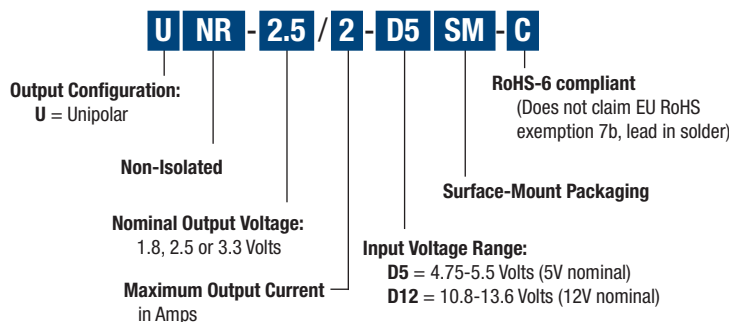 U NR - 2.5 / 2 - D5 SM - C
Output Configuration:
U = Unipolar
Non-Isolated
Nominal Output Voltage:
1.8, 2.5 or 3.3 Volts
Maximum Output Current
in Amps
Input Voltage Range:
D5 = 4.75-5.5 Volts (5V nominal)
D12 = 10.8-13.6 Volts (12V nominal)
Surface-Mount Packaging
RoHS-6 compliant
(Does not claim EU RoHS
exemption 7b, lead in solder)